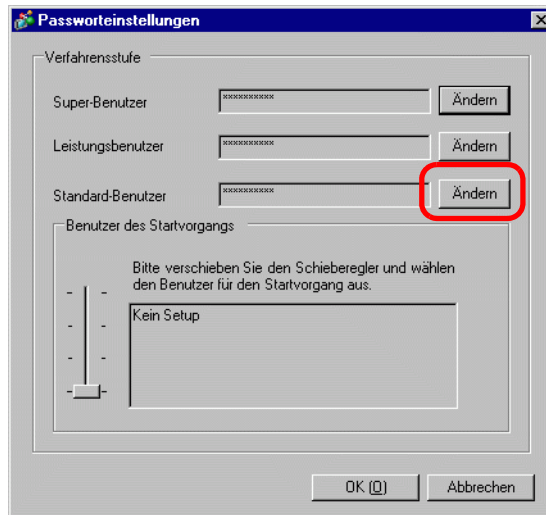 Passworteinstellungen
Verfahrensstufe
Super-Benutzer
********** Ändern
Leistungsbenutzer
********** Ändern
Standard-Benutzer
********** Ändern
Benutzer des Startvorgangs
Bitte verschieben Sie den Schieberegler und wählen
den Benutzer für den Startvorgang aus.
Kein Setup
OK (O)
Abbrechen